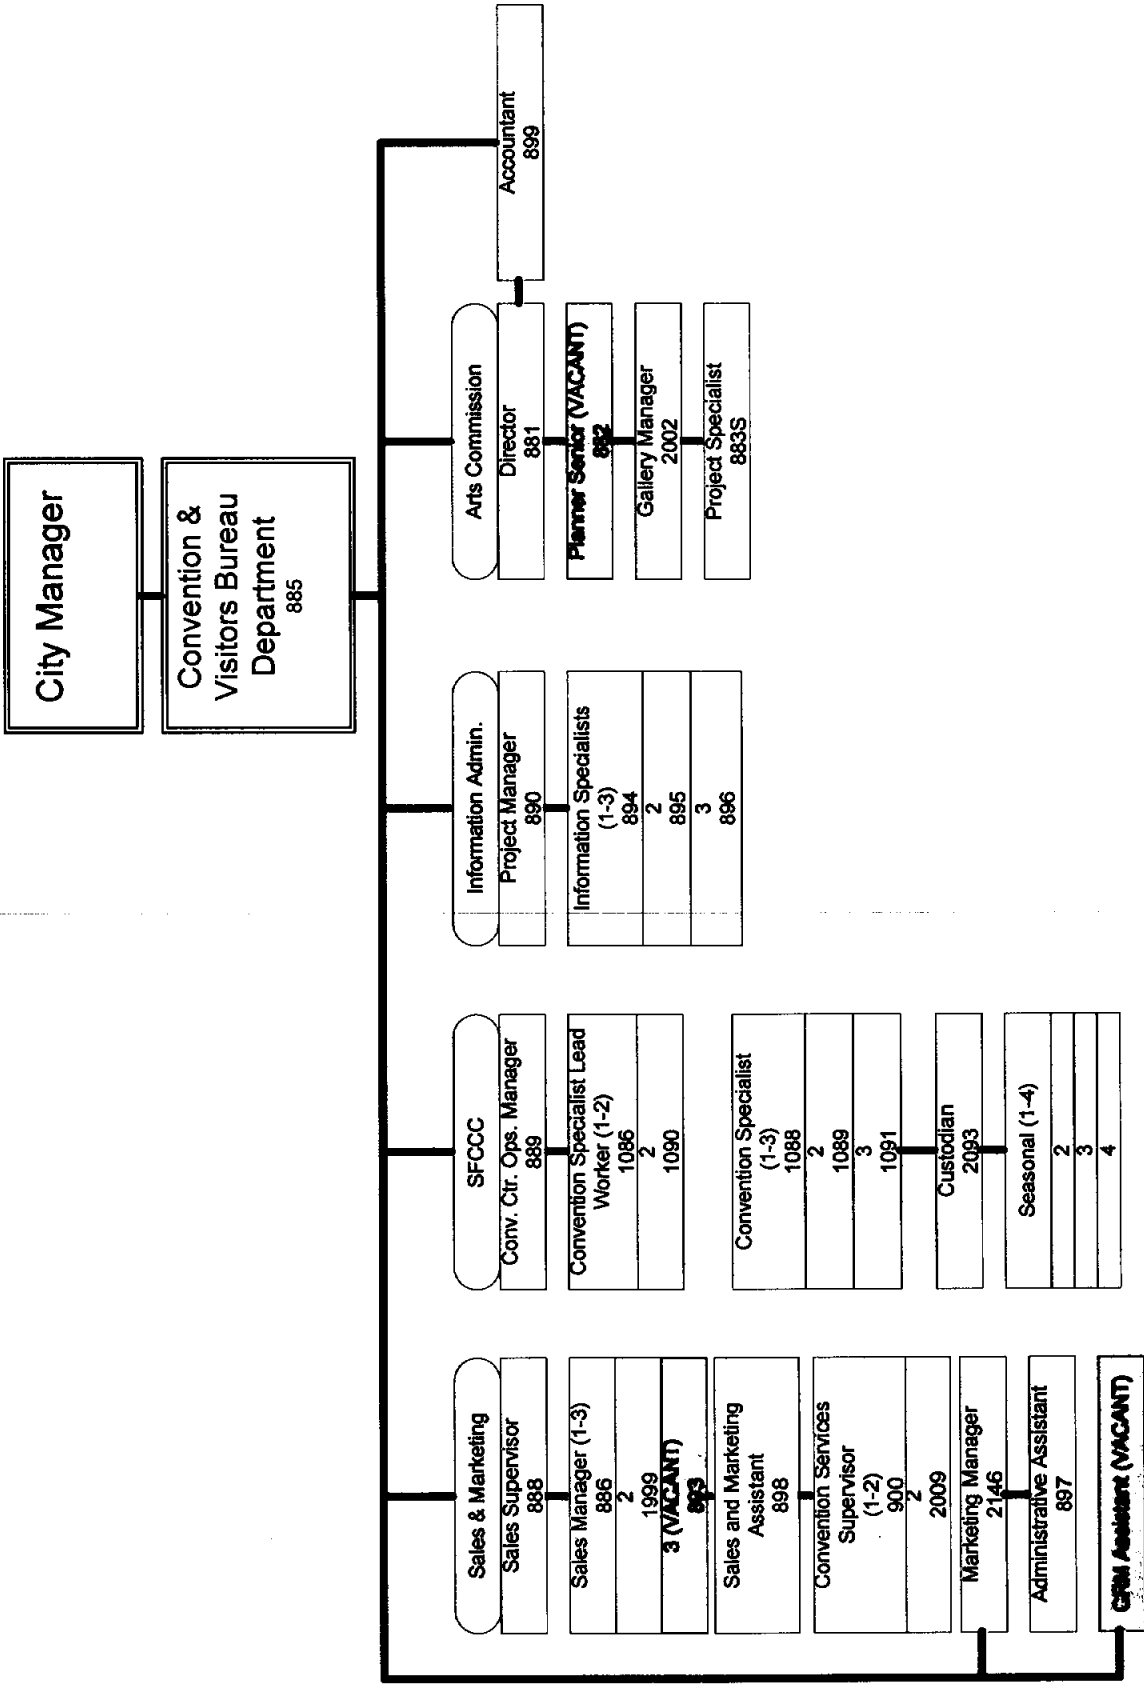 City Manager
Convention &
Visitors Bureau
Department
885
Sales & Marketing
Sales Supervisor
888
Sales Manager (1-3)
886
2
1999
3 (VACANT)
893
Sales and Marketing
Assistant
898
Convention Services
Supervisor
(1-2)
900
2
2009
Marketing Manager
2146
Administrative Assistant
897
Assistant (VACANT)
SFCCC
Conv. Ctr. Ops. Manager
889
Convention Specialist Lead
Worker (1-2)
1086
2
1090
Convention Specialist
(1-3)
1088
2
1089
3
1091
Custodian
2093
Seasonal (1-4)
2
3
4
Information Admin.
Project Manager
890
Information Specialists
(1-3)
894
2
895
3
896
Arts Commission
Director
881
Planner Senior (VACANT)
882
Gallery Manager
2002
Project Specialist
883S
Accountant
899